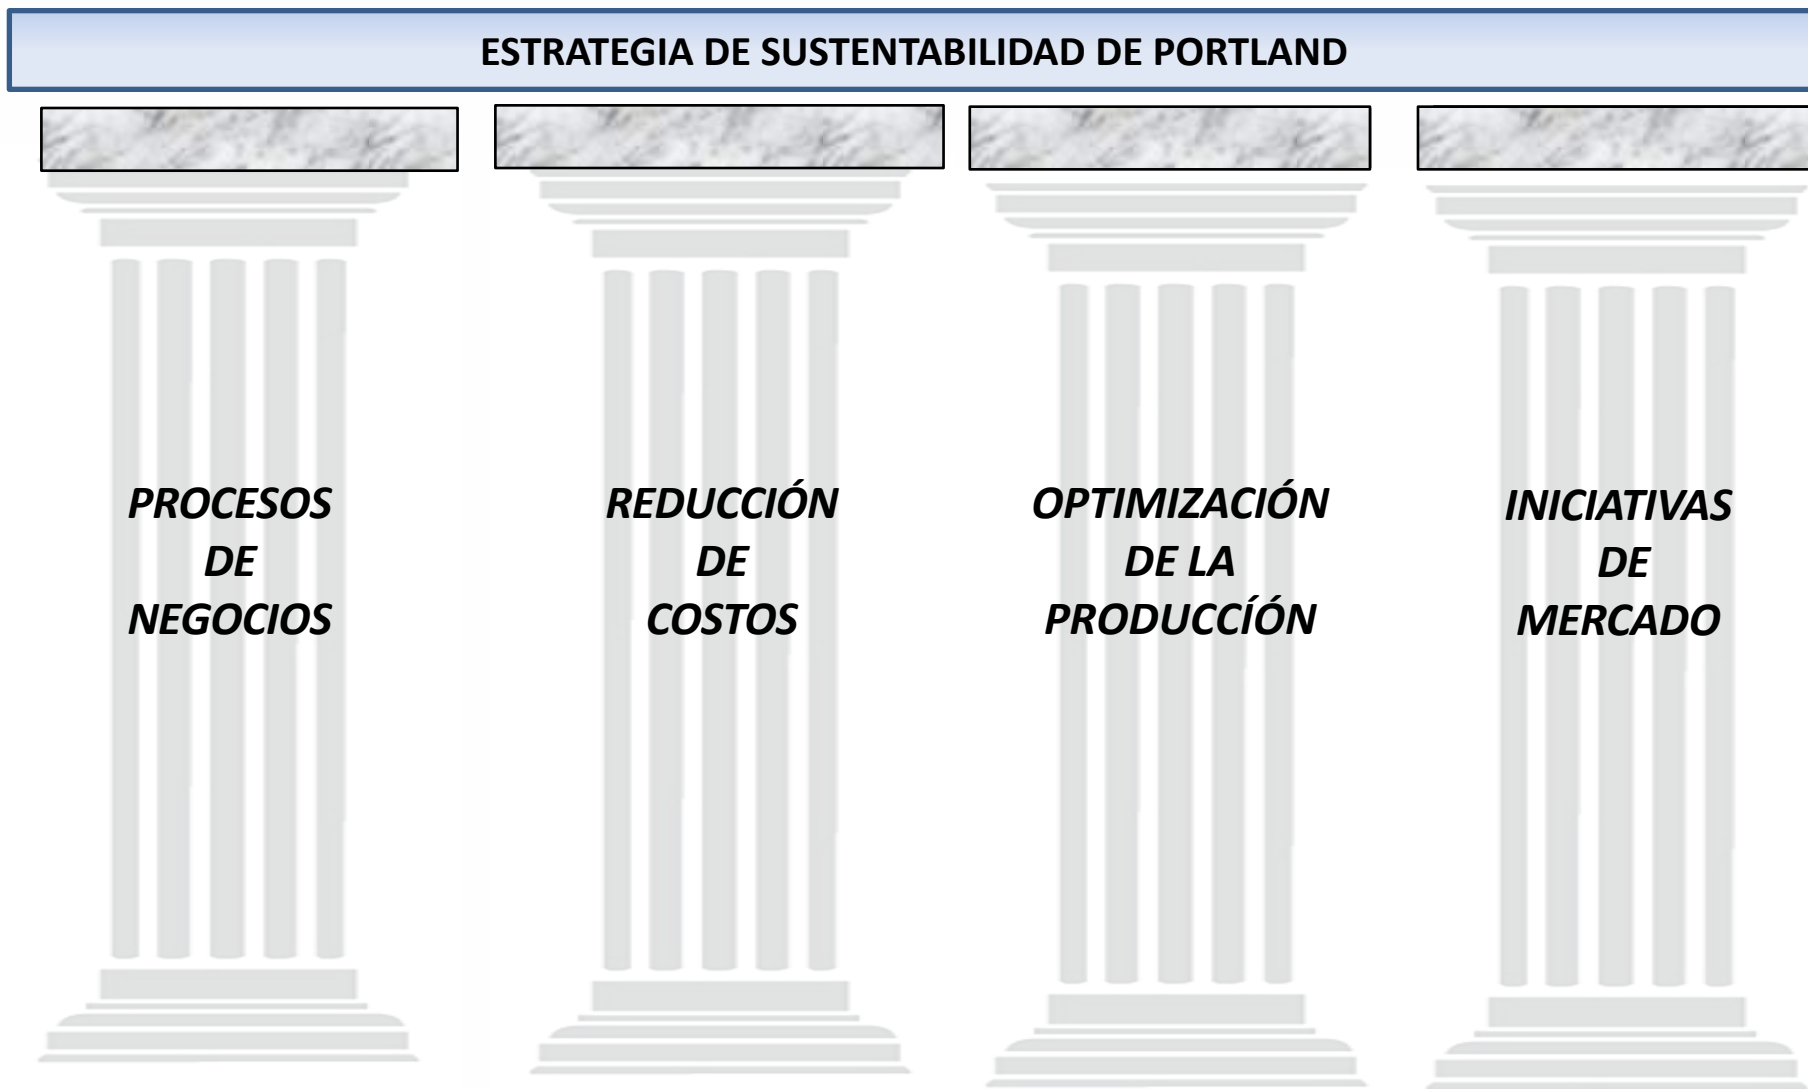 ESTRATEGIA DE SUSTENTABILIDAD DE PORTLAND
PROCESOS
DE
NEGOCIOS
REDUCCIÓN
DE
COSTOS
OPTIMIZACIÓN
DE LA
PRODUCCÍÓN
INICIATIVAS
DE
MERCADO